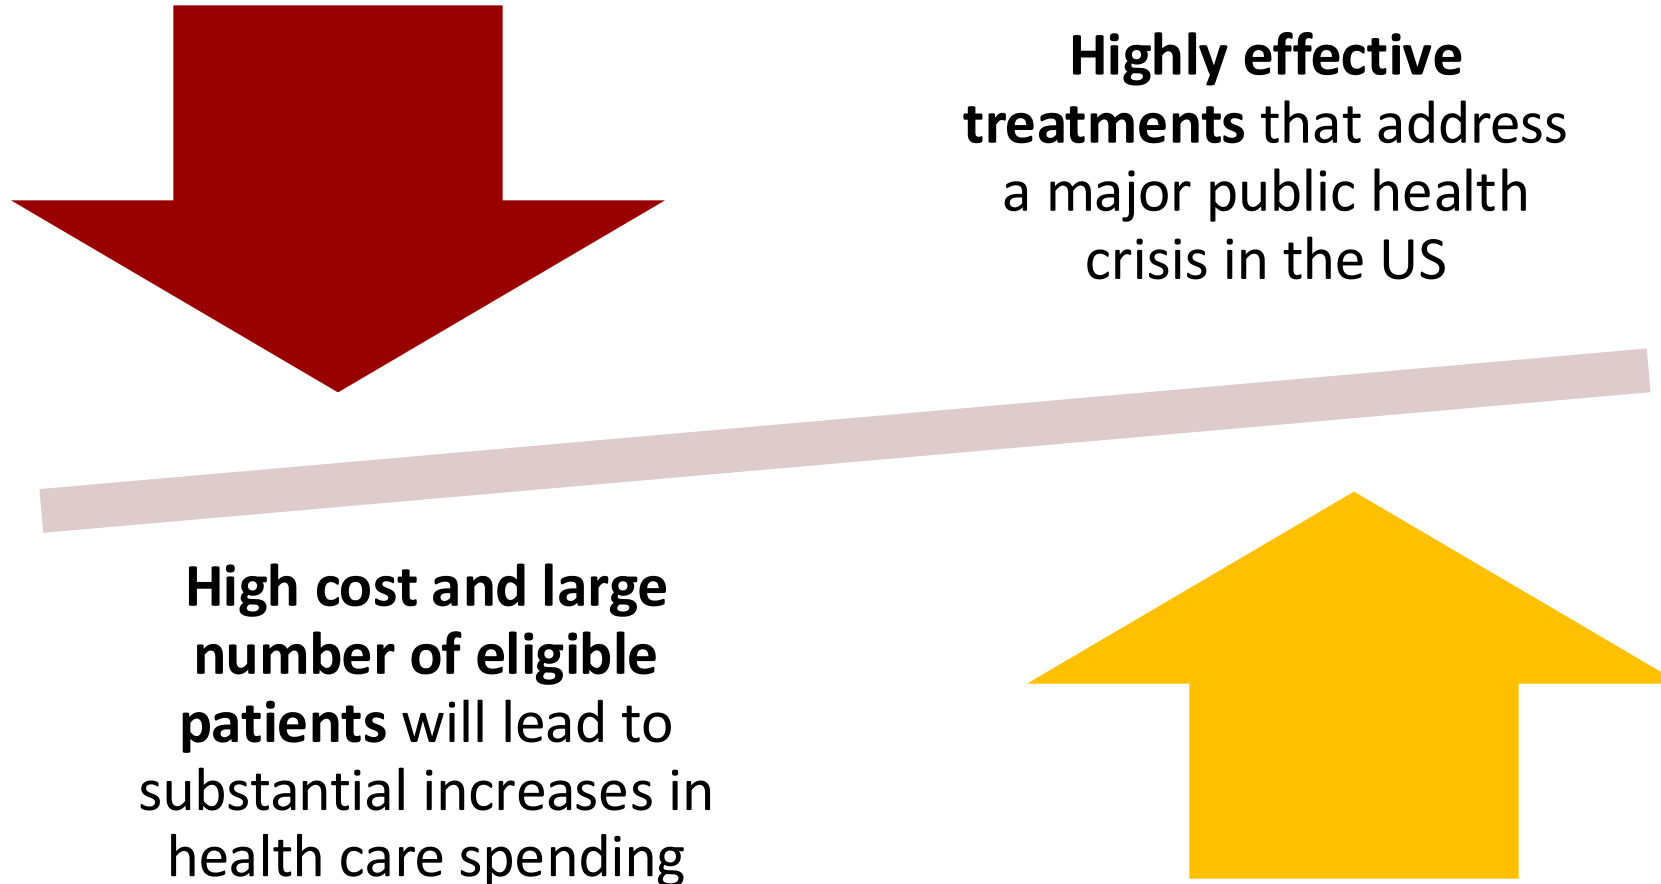 Highly effective
treatments that address
a major public health
crisis in the US
High cost and large
number of eligible
patients will lead to
substantial increases in
health care spending